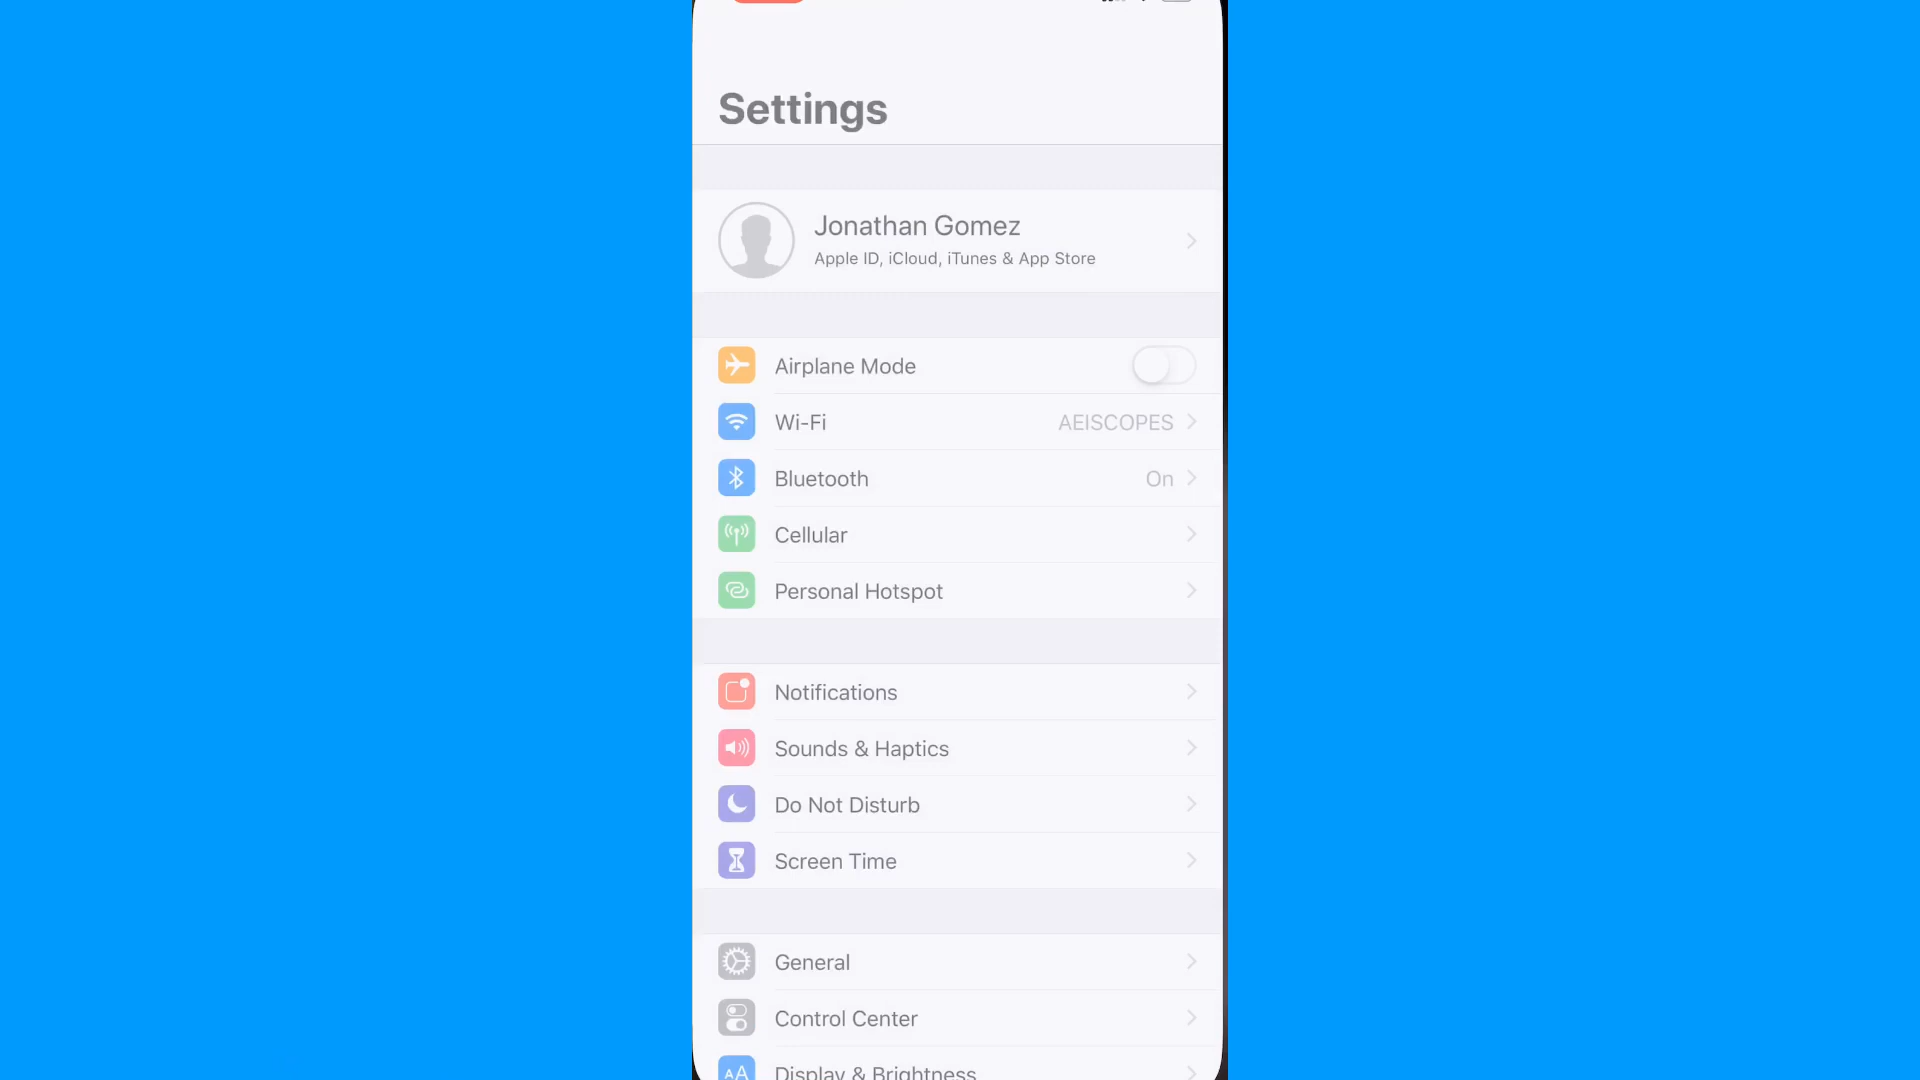 Settings
Jonathan Gomez
Apple ID, iCloud, iTunes & App Store
Airplane Mode
Wi-Fi AEISCOPES
Bluetooth On
Cellular
Personal Hotspot
Notifications
Sounds & Haptics
Do Not Disturb
Screen Time
General
Control Center
AA Display & Brightness